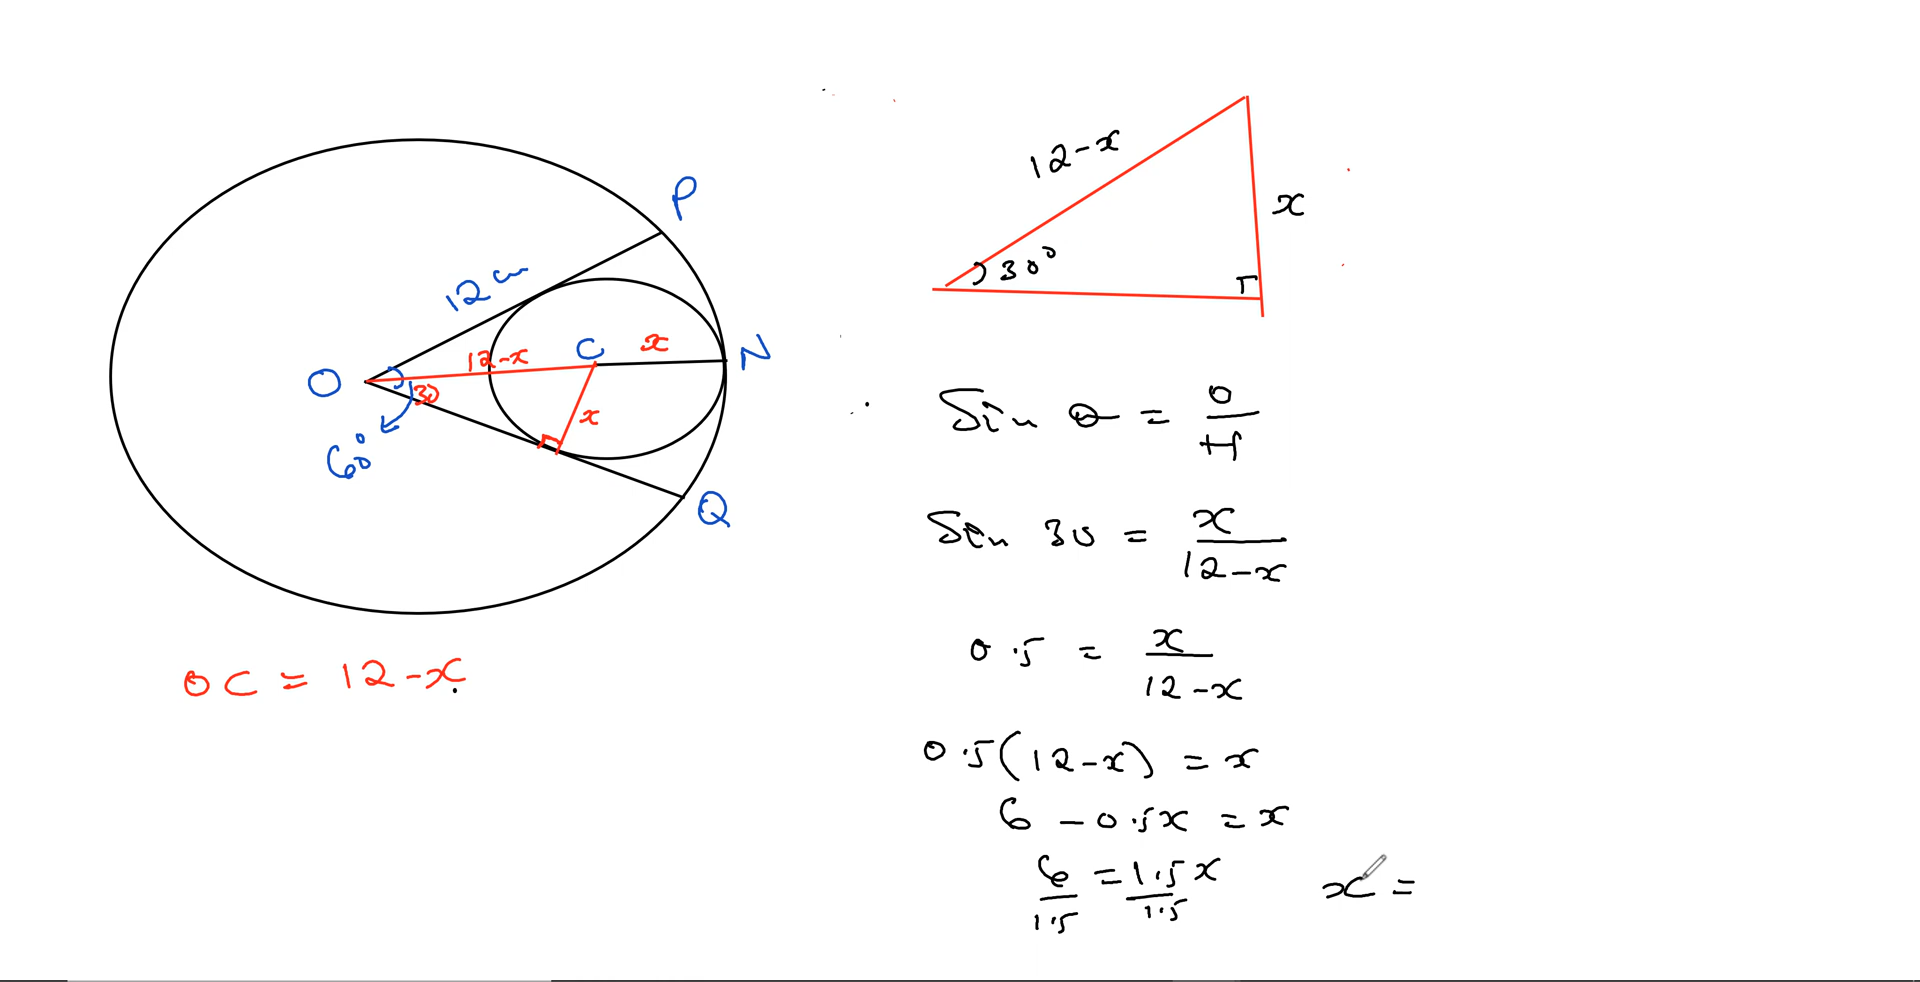 P
12 cm
O
12-x
C
x
N
30
x
60°
Q
OC = 12-x
12-x
x
30°
Sin θ = O/H
Sin 30 = x/12-x
0.5 = x/12-x
0.5(12-x) = x
6 - 0.5x = x
6/1.5 = 1.5x/1.5
x =